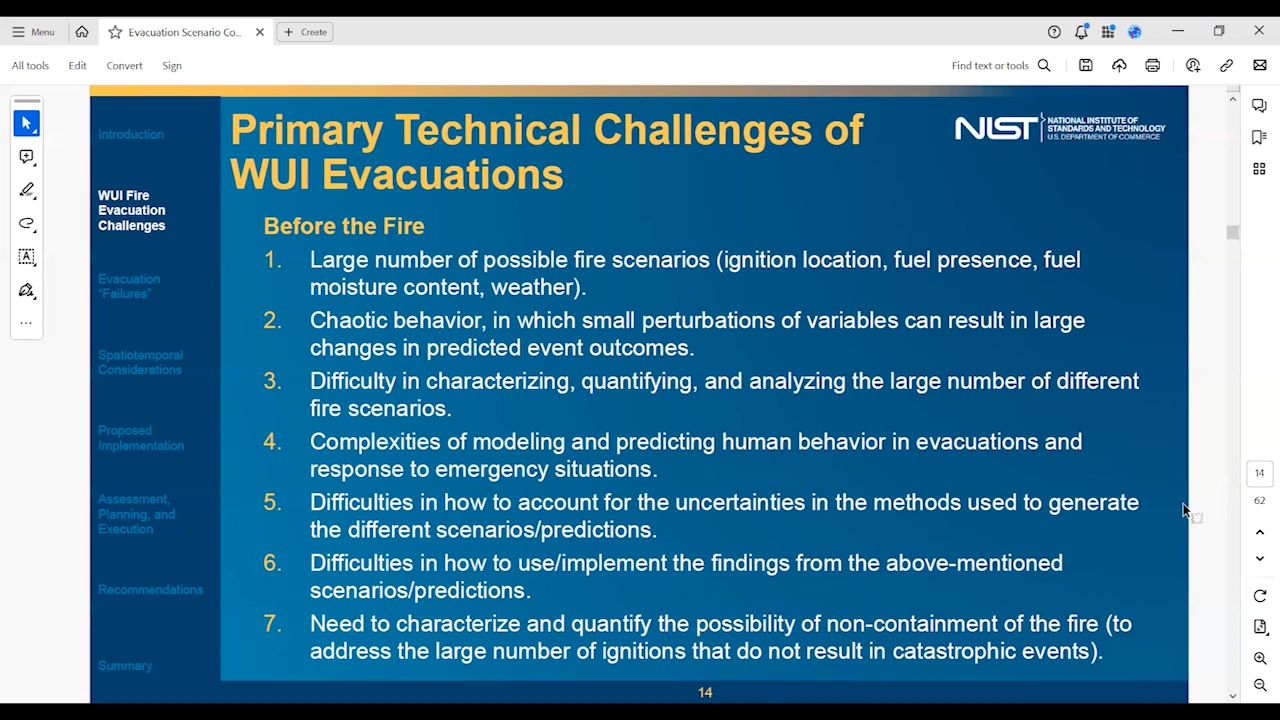 Menu
Evacuation Scenario Co...
Create
All tools
Edit
Convert
Sign
Find text or tools
Introduction
WUI Fire
Evacuation
Challenges
Evacuation
"Failures"
Spatiotemporal
Considerations
Proposed
Implementation
Assessment,
Planning, and
Execution
Recommendations
Summary
Primary Technical Challenges of
WUI Evacuations
NIST
NATIONAL INSTITUTE OF
STANDARDS AND TECHNOLOGY
U.S. DEPARTMENT OF COMMERCE
Before the Fire
1. Large number of possible fire scenarios (ignition location, fuel presence, fuel
moisture content, weather).
2. Chaotic behavior, in which small perturbations of variables can result in large
changes in predicted event outcomes.
3. Difficulty in characterizing, quantifying, and analyzing the large number of different
fire scenarios.
4. Complexities of modeling and predicting human behavior in evacuations and
response to emergency situations.
5. Difficulties in how to account for the uncertainties in the methods used to generate
the different scenarios/predictions.
6. Difficulties in how to use/implement the findings from the above-mentioned
scenarios/predictions.
7. Need to characterize and quantify the possibility of non-containment of the fire (to
address the large number of ignitions that do not result in catastrophic events).
14
14
62